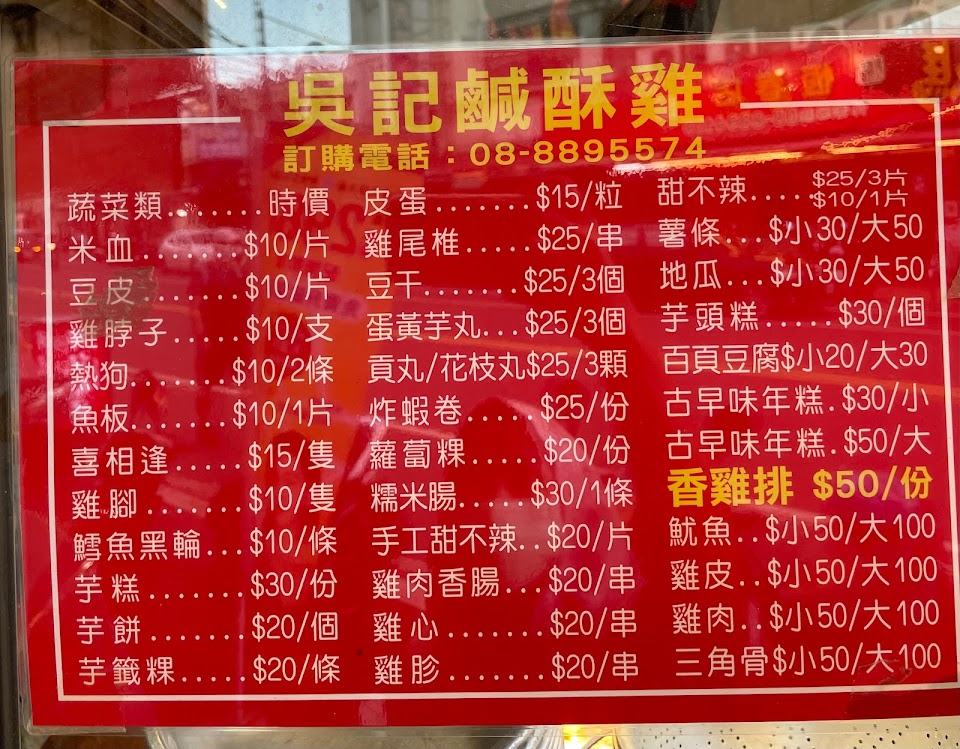 吳記鹹酥雞
訂購電話：08-8895574
蔬菜類.......時價
米血.......$10/片
豆皮.......$10/片
雞脖子.....$10/支
熱狗.......$10/2條
魚板.......$10/1片
喜相逢.....$15/隻
雞腳.......$10/隻
鱈魚黑輪...$10/條
芋糕.......$30/份
芋餅.......$20/個
芋籤粿.....$20/條
皮蛋.......$15/粒
雞尾椎.....$25/串
豆干.......$25/3個
蛋黃芋丸...$25/3個
貢丸/花枝丸$25/3顆
炸蝦卷.....$25/份
蘿蔔粿.....$20/份
糯米腸.....$30/1條
手工甜不辣..$20/片
雞肉香腸...$20/串
雞心.......$20/串
雞胗.......$20/串
甜不辣.....$25/3片
$10/1片
薯條...$小30/大50
地瓜...$小30/大50
芋頭糕.....$30/個
百頁豆腐$小20/大30
古早味年糕.$30/小
古早味年糕.$50/大
香雞排 $50/份
魷魚..$小50/大100
雞皮..$小50/大100
雞肉..$小50/大100
三角骨$小50/大100